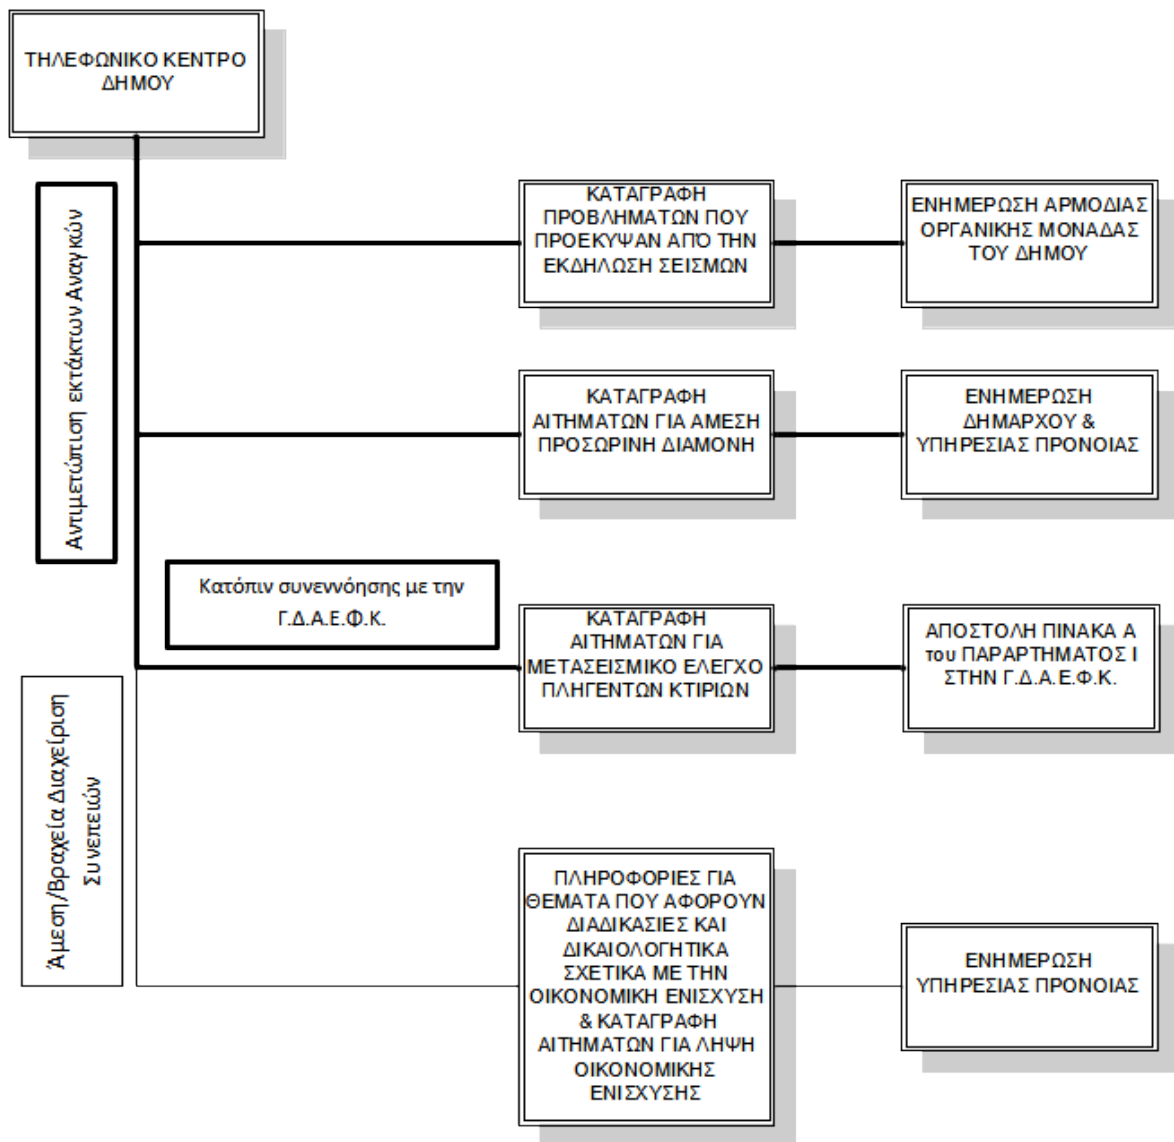 ΤΗΛΕΦΩΝΙΚΟ ΚΕΝΤΡΟ
ΔΗΜΟΥ
Αντιμετώπιση εκτάκτων Αναγκών
ΚΑΤΑΓΡΑΦΗ
ΠΡΟΒΛΗΜΑΤΩΝ ΠΟΥ
ΠΡΟΕΚΥΨΑΝ ΑΠΌ ΤΗΝ
ΕΚΔΗΛΩΣΗ ΣΕΙΣΜΩΝ
ΕΝΗΜΕΡΩΣΗ ΑΡΜΟΔΙΑΣ
ΟΡΓΑΝΙΚΗΣ ΜΟΝΑΔΑΣ
ΤΟΥ ΔΗΜΟΥ
ΚΑΤΑΓΡΑΦΗ
ΑΙΤΗΜΑΤΩΝ ΓΙΑ ΑΜΕΣΗ
ΠΡΟΣΩΡΙΝΗ ΔΙΑΜΟΝΗ
ΕΝΗΜΕΡΩΣΗ
ΔΗΜΑΡΧΟΥ &
ΥΠΗΡΕΣΙΑΣ ΠΡΟΝΟΙΑΣ
Κατόπιν συνεννόησης με την
Γ.Δ.Α.Ε.Φ.Κ.
ΚΑΤΑΓΡΑΦΗ
ΑΙΤΗΜΑΤΩΝ ΓΙΑ
ΜΕΤΑΣΕΙΣΜΙΚΟ ΕΛΕΓΧΟ
ΠΛΗΓΕΝΤΩΝ ΚΤΙΡΙΩΝ
ΑΠΟΣΤΟΛΗ ΠΙΝΑΚΑ Α
του ΠΑΡΑΡΤΗΜΑΤΟΣ Ι
ΣΤΗΝ Γ.Δ.Α.Ε.Φ.Κ.
Άμεση/Βραχεία Διαχείριση
Συνεπειών
ΠΛΗΡΟΦΟΡΙΕΣ ΓΙΑ
ΘΕΜΑΤΑ ΠΟΥ ΑΦΟΡΟΥΝ
ΔΙΑΔΙΚΑΣΙΕΣ ΚΑΙ
ΔΙΚΑΙΟΛΟΓΗΤΙΚΑ
ΣΧΕΤΙΚΑ ΜΕ ΤΗΝ
ΟΙΚΟΝΟΜΙΚΗ ΕΝΙΣΧΥΣΗ
& ΚΑΤΑΓΡΑΦΗ
ΑΙΤΗΜΑΤΩΝ ΓΙΑ ΛΗΨΗ
ΟΙΚΟΝΟΜΙΚΗΣ
ΕΝΙΣΧΥΣΗΣ
ΕΝΗΜΕΡΩΣΗ
ΥΠΗΡΕΣΙΑΣ ΠΡΟΝΟΙΑΣ